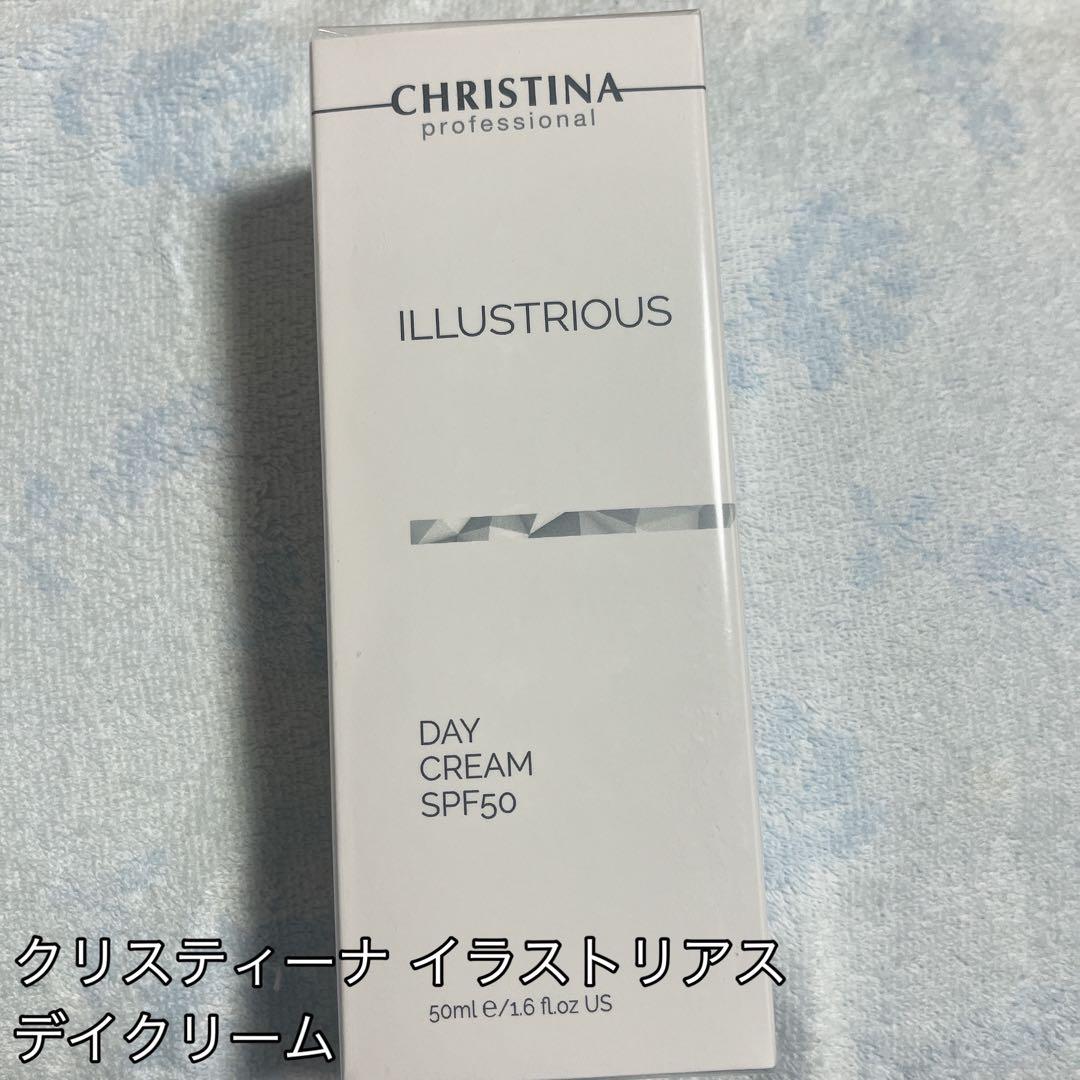 CHRISTINA
professional
ILLUSTRIOUS
DAY
CREAM
SPF50
50ml e/1.6 fl.oz US
クリスティーナ イラストリアス
デイクリーム